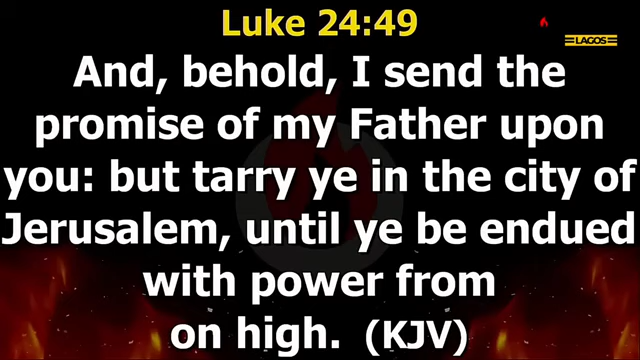 Luke 24:49
LAGOS
And, behold, I send the
promise of my Father upon
you: but tarry ye in the city of
Jerusalem, until ye be endued
with power from
on high. (KJV)